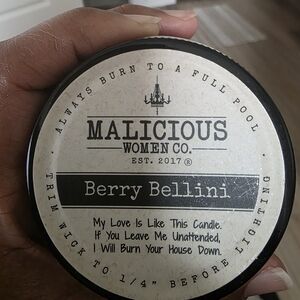 ALWAYS BURN TO A FULL POOL
MALICIOUS
WOMEN CO.
EST. 2017®
Berry Bellini
My Love Is Like This Candle.
If You Leave Me Unattended,
I Will Burn Your House Down.
TRIM WICK TO 1/4" BEFORE LIGHTING